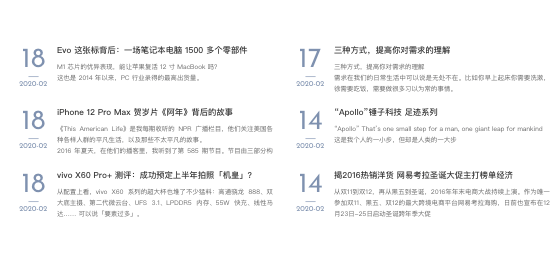 18
2020-02
Evo 这张标背后：一场笔记本电脑 1500 多个零部件
M1 芯片的优异表现，能让苹果复活 12 寸 MacBook 吗？
这也是 2014 年以来，PC 行业录得的最高出货量。
18
2020-02
iPhone 12 Pro Max 贺岁片《阿年》背后的故事
《This American Life》是我每期收听的 NPR 广播栏目，他们关注美国各
种各样人群的平凡生活，以及那些不太平凡的故事。
2016 年夏天，在他们的播客里，我听到了第 585 期节目。节目由三部分构
18
2020-02
vivo X60 Pro+ 测评：成功预定上半年拍照「机皇」？
从配置上看，vivo X60 系列的超大杯也堆了不少猛料：高通骁龙 888，双
大底主摄、第二代微云台、UFS 3.1、LPDDR5 内存、55W 快充、线性马
达…… 可以说「要素过多」。
17
2020-02
三种方式，提高你对需求的理解
三种方式，提高你对需求的理解
需求在我们的日常生活中可以说是无处不在。比如你早上起床你需要洗漱，
很需要吃饭，需要做很多习以为常的事情。
14
2020-02
“Apollo”锤子科技 足迹系列
“Apollo” That's one small step for a man, one giant leap for mankind
这是我个人的一小步，但却是人类的一大步
14
2020-02
揭2016热销洋货 网易考拉圣诞大促主打榜单经济
从双11到双12，再从黑五到圣诞，2016年年末电商大战持续上演。作为唯一
参加双11、黑五、双12的最大跨境电商平台网易考拉海购，日前也宣布在12
月23日-25日启动圣诞跨年季大促